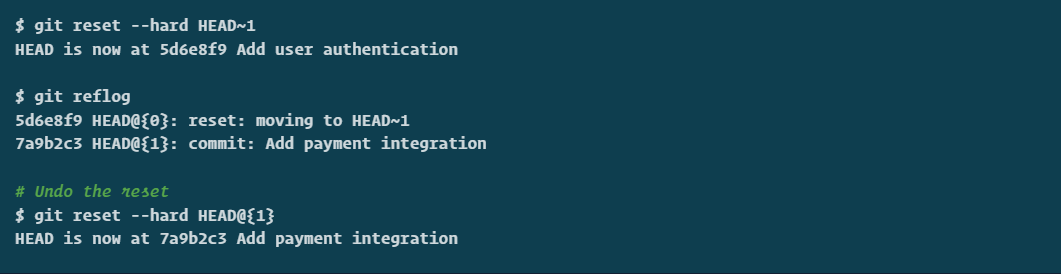 $ git reset --hard HEAD~1
HEAD is now at 5d6e8f9 Add user authentication
$ git reflog
5d6e8f9 HEAD@{0}: reset: moving to HEAD~1
7a9b2c3 HEAD@{1}: commit: Add payment integration
# Undo the reset
$ git reset --hard HEAD@{1}
HEAD is now at 7a9b2c3 Add payment integration